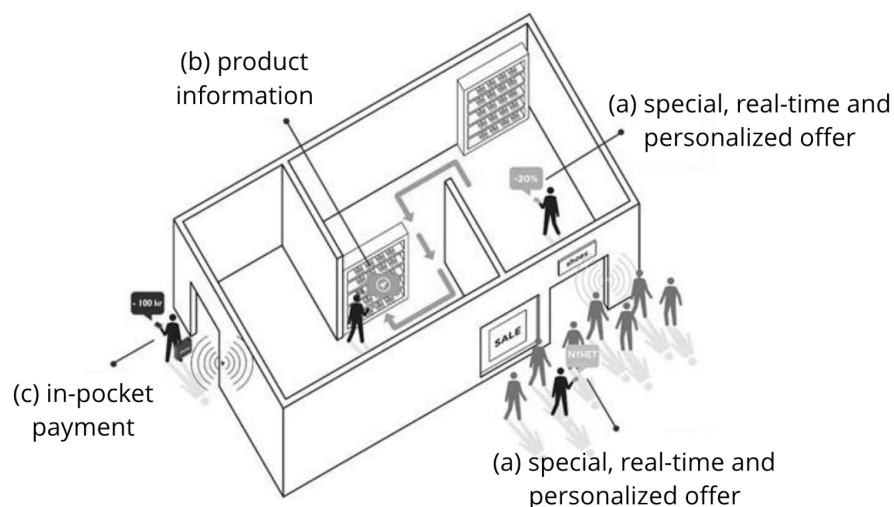 (b) product
information
(a) special, real-time and
personalized offer
-20%
shoes
- 100 kr
SALE
NYHET
(c) in-pocket
payment
(a) special, real-time and
personalized offer